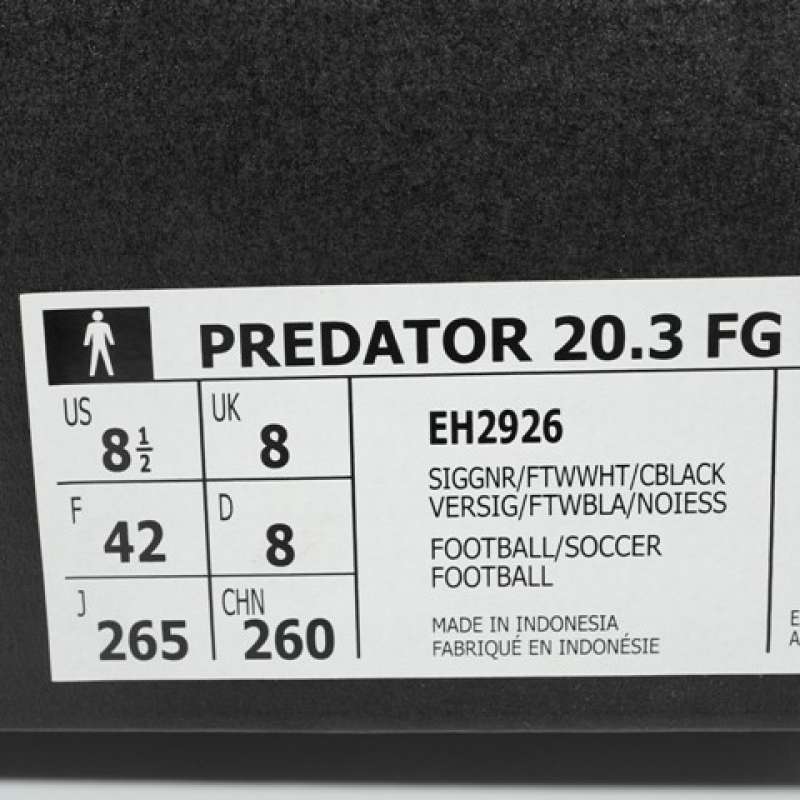 PREDATOR 20.3 FG
US 8½ UK 8
F 42 D 8
J 265 CHN 260
EH2926
SIGGNR/FTWWHT/CBLACK
VERSIG/FTWBLA/NOIESS
FOOTBALL/SOCCER
FOOTBALL
MADE IN INDONESIA
FABRIQUÉ EN INDONÉSIE